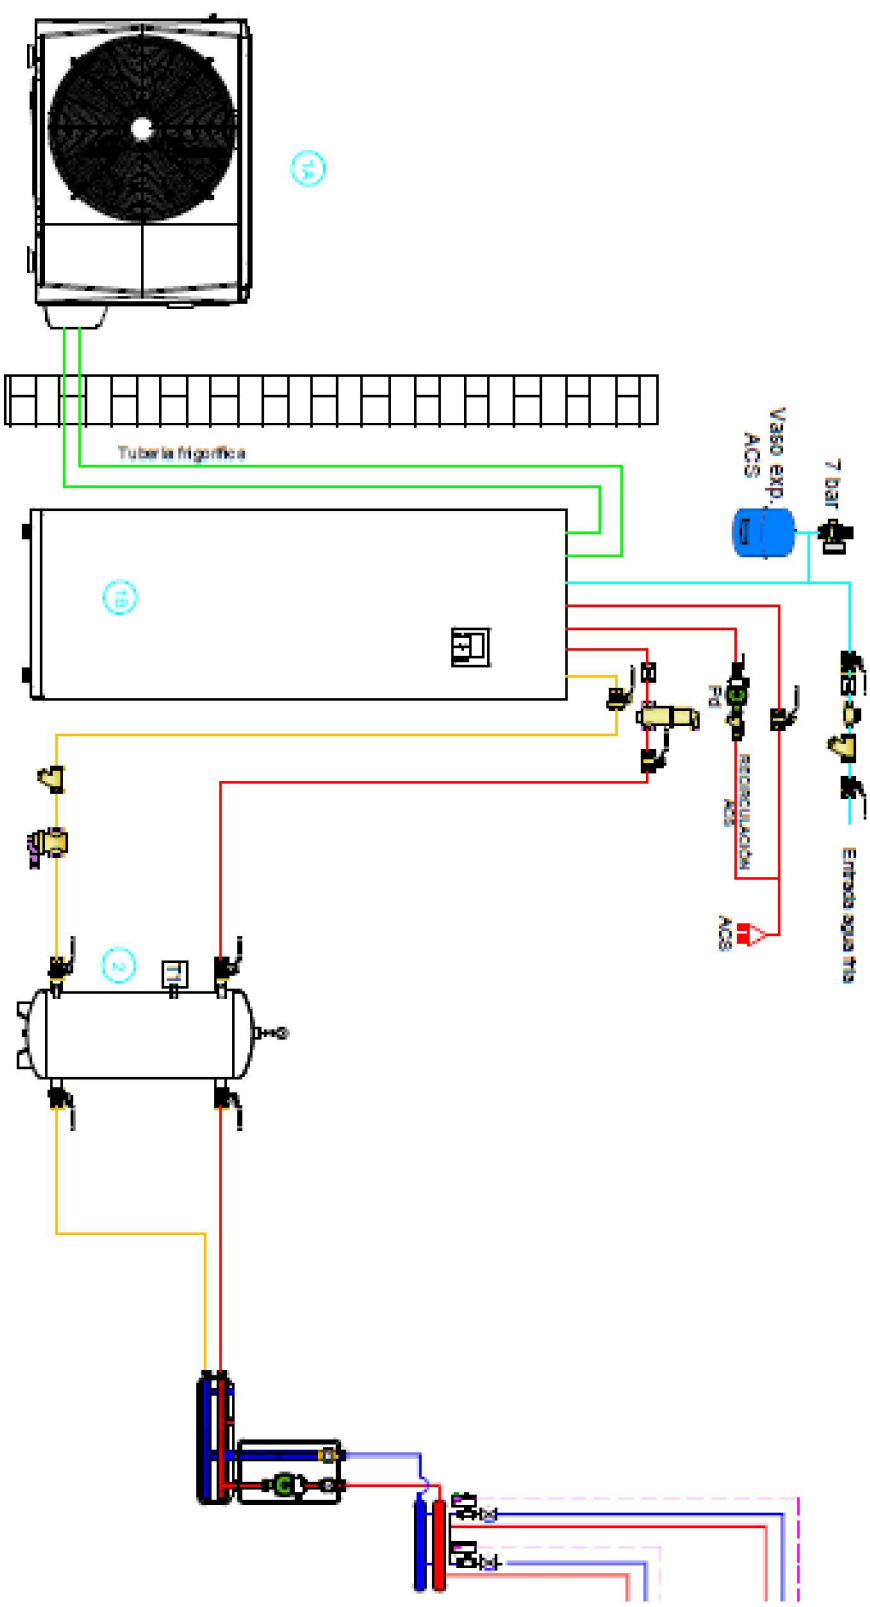 1A
Tubería frigorífica
Vaso exp.
ACS
7 bar
1B
Pd
RECIRCULACIÓN
ACS
ACS
Entrada agua fría
2
T1